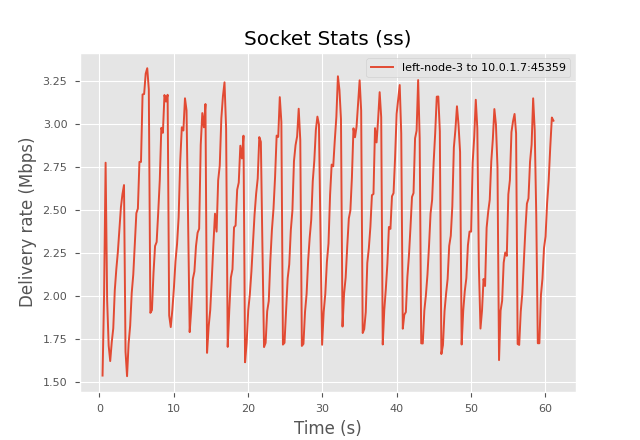 Socket Stats (ss)
left-node-3 to 10.0.1.7:45359
Delivery rate (Mbps)
3.25
3.00
2.75
2.50
2.25
2.00
1.75
1.50
0 10 20 30 40 50 60
Time (s)